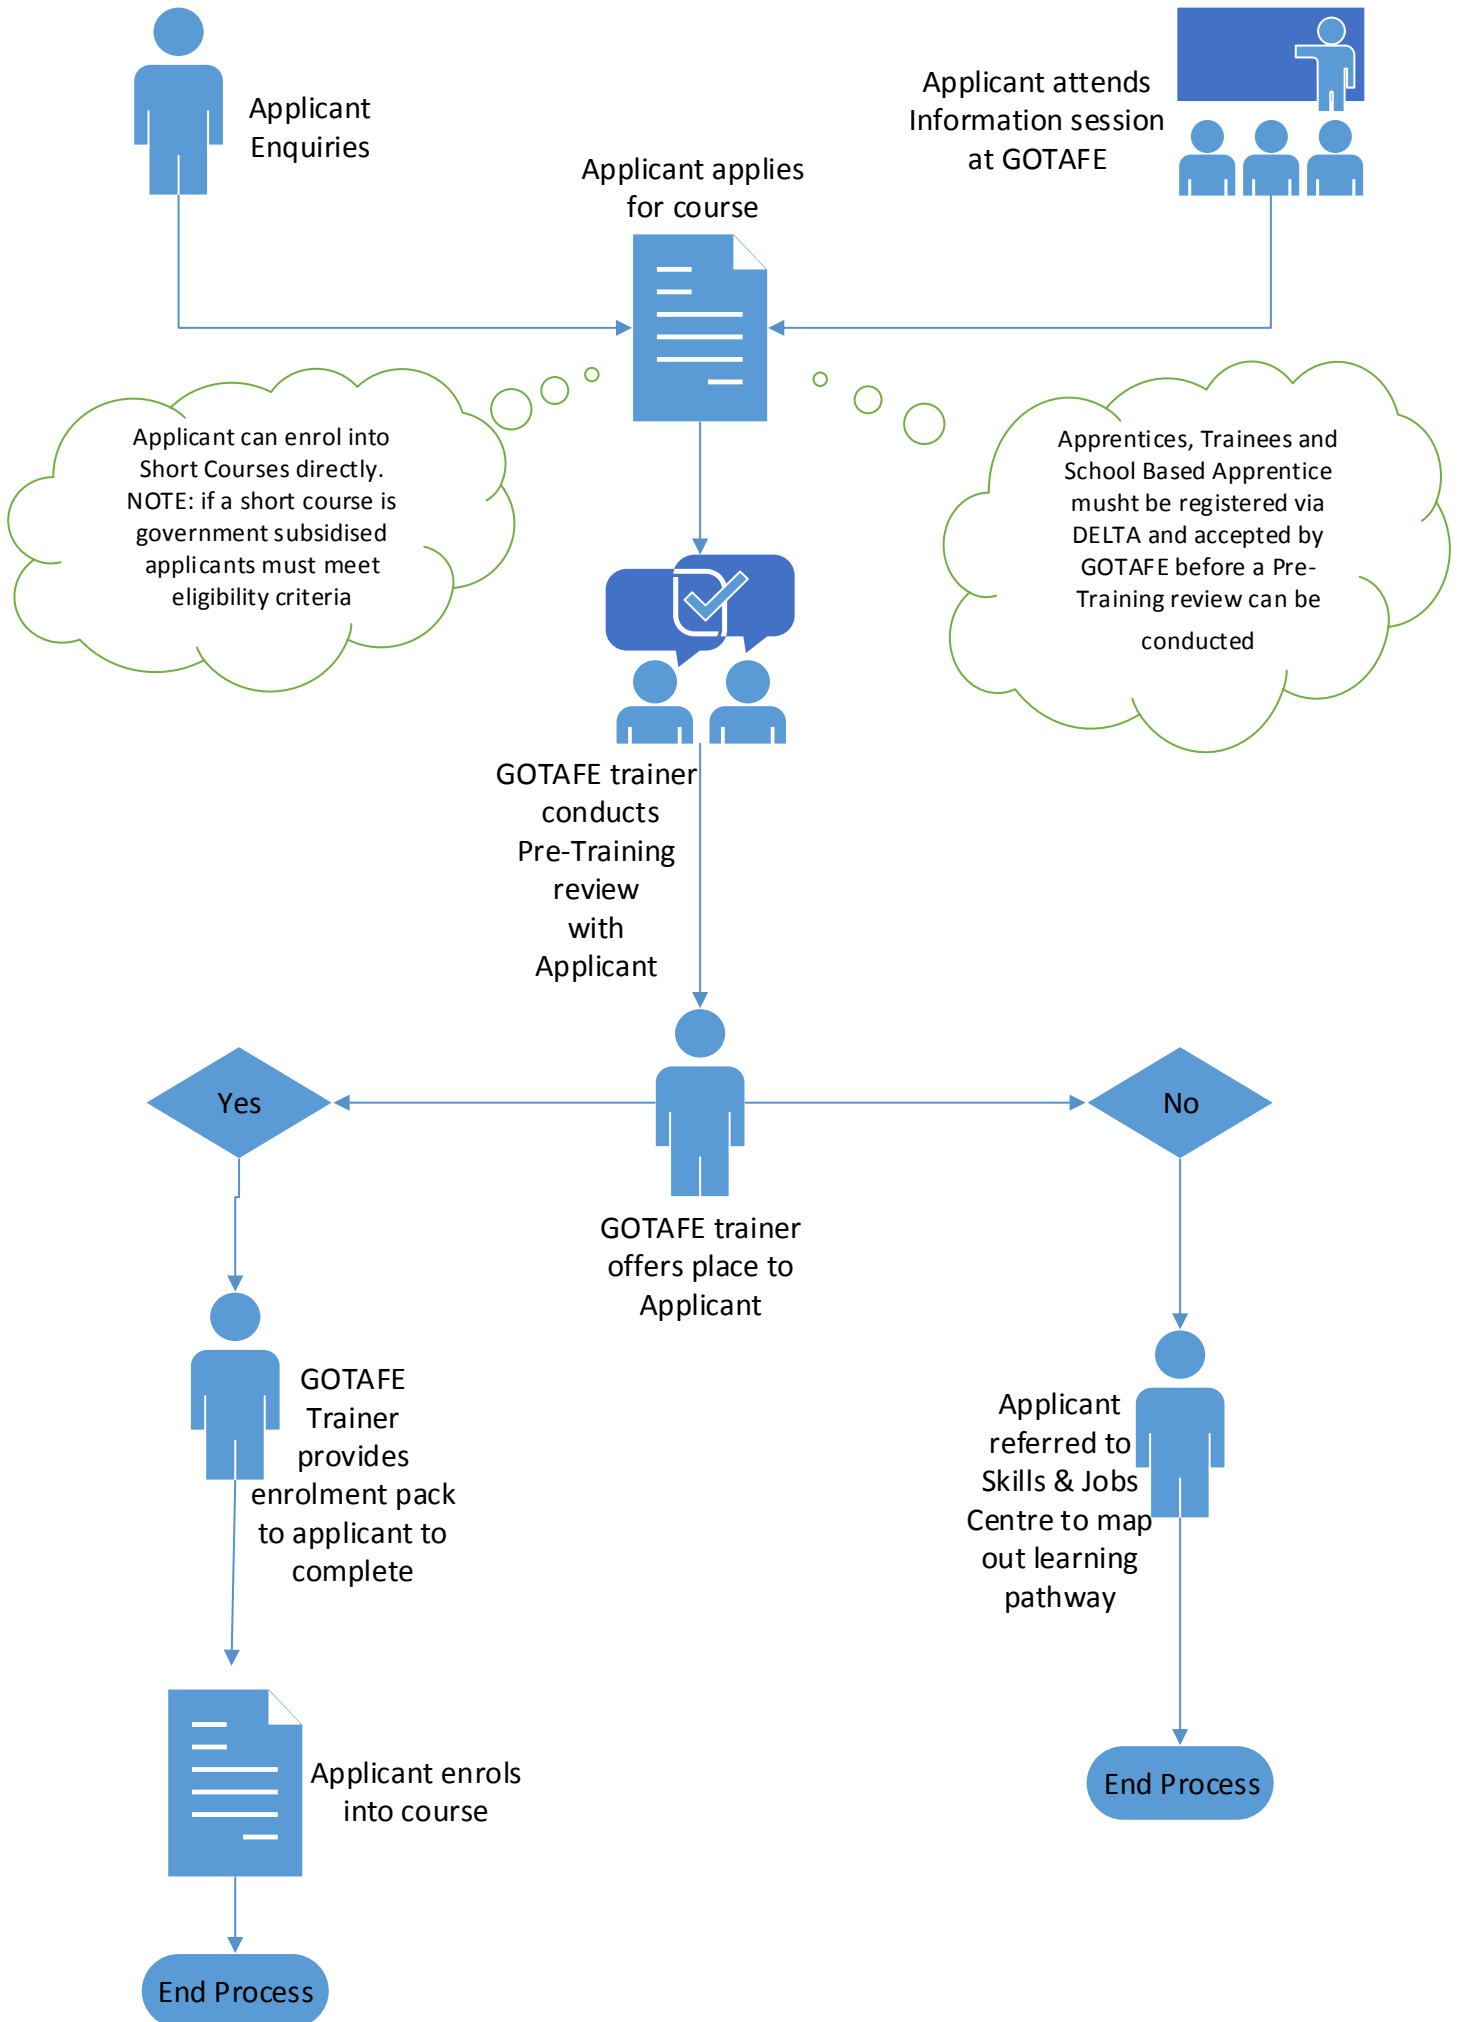 Applicant
Enquiries
Applicant attends
Information session
at GOTAFE
Applicant applies
for course
Applicant can enrol into
Short Courses directly.
NOTE: if a short course is
government subsidised
applicants must meet
eligibility criteria
Apprentices, Trainees and
School Based Apprentice
musht be registered via
DELTA and accepted by
GOTAFE before a Pre-
Training review can be
conducted
GOTAFE trainer
conducts
Pre-Training
review
with
Applicant
Yes
No
GOTAFE trainer
offers place to
Applicant
GOTAFE
Trainer
provides
enrolment pack
to applicant to
complete
Applicant
referred to
Skills & Jobs
Centre to map
out learning
pathway
Applicant enrols
into course
End Process
End Process